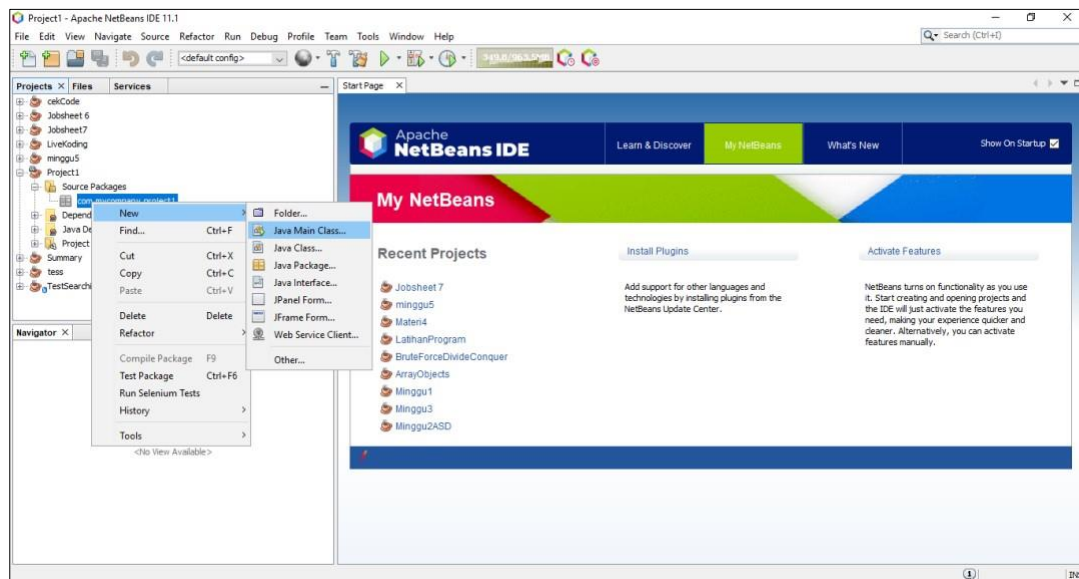 Project1 - Apache NetBeans IDE 11.1
File Edit View Navigate Source Refactor Run Debug Profile Team Tools Window Help
Search (Ctrl+I)
<default config>
Projects Files Services
Start Page
cekCode
Jobsheet 6
Jobsheet7
LiveKoding
minggu5
Project1
Source Packages
com.mycompany.project1
Depend
Java De
Project
Summary
tess
TestSearchi
Navigator
<No View Available>
New
Find... Ctrl+F
Cut Ctrl+X
Copy Ctrl+C
Paste Ctrl+V
Delete Delete
Refactor
Compile Package F9
Test Package Ctrl+F6
Run Selenium Tests
History
Tools
Folder...
Java Main Class...
Java Class...
Java Package...
Java Interface...
JPanel Form...
JFrame Form...
Web Service Client...
Other...
Apache
NetBeans IDE
Learn & Discover
My NetBeans
What's New
Show On Startup
My NetBeans
Recent Projects
Jobsheet 7
minggu5
Materi4
LatihanProgram
BruteForceDivideConquer
ArrayObjects
Minggu1
Minggu3
Minggu2ASD
Install Plugins
Add support for other languages and
technologies by installing plugins from the
NetBeans Update Center.
Activate Features
NetBeans turns on functionality as you use
it. Start creating and opening projects and
the IDE will just activate the features you
need, making your experience quicker and
cleaner. Alternatively, you can activate
features manually.
1
INS